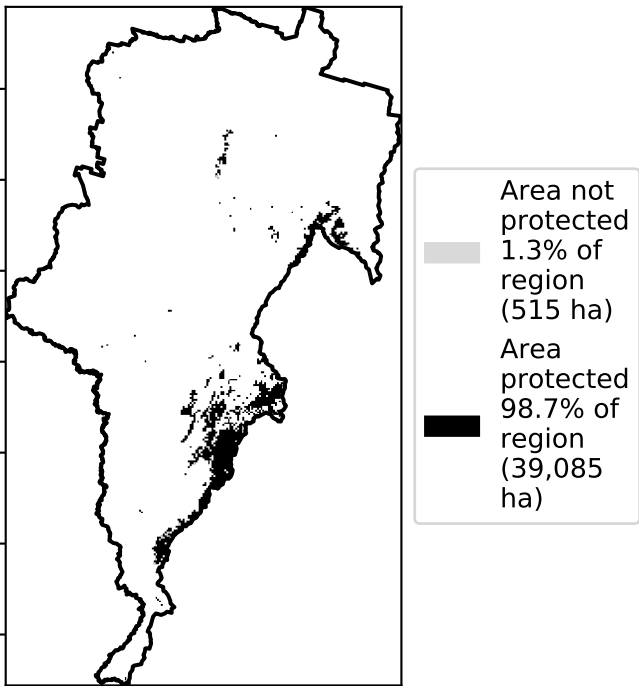 Area not
protected
1.3% of
region
(515 ha)
Area
protected
98.7% of
region
(39,085
ha)